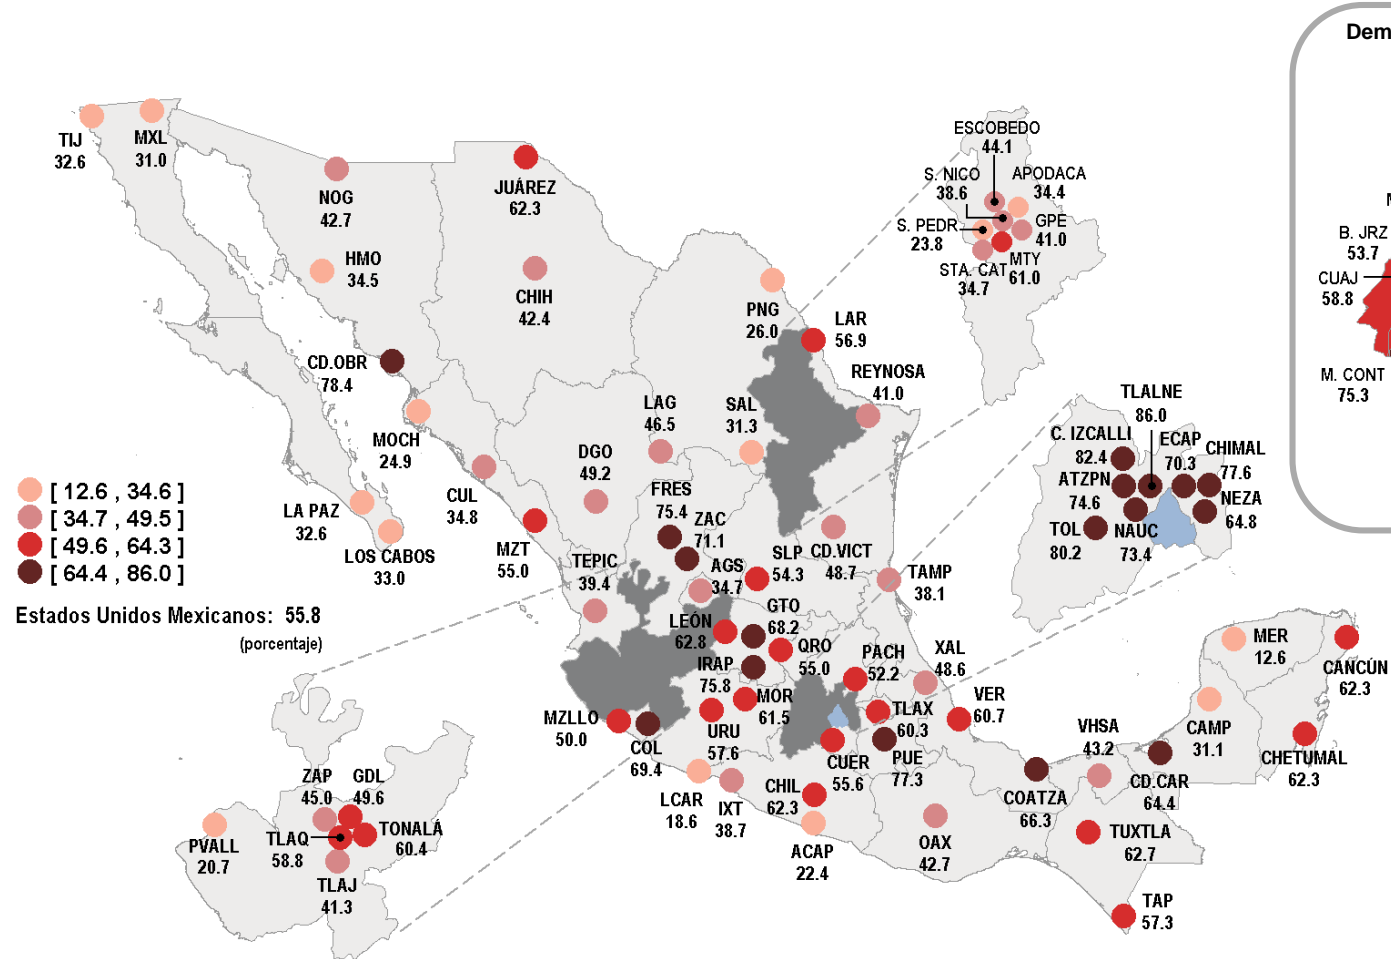 Dem
TIJ
32.6
MXL
31.0
NOG
42.7
HMO
34.5
JUÁREZ
62.3
CHIH
42.4
CD.OBR
78.4
MOCH
24.9
CUL
34.8
MZT
55.0
LA PAZ
32.6
LOS CABOS
33.0
PNG
26.0
LAR
56.9
REYNOSA
41.0
LAG
46.5
SAL
31.3
DGO
49.2
FRES
75.4
ZAC
71.1
AGS
34.7
SLP
54.3
CD.VICT
48.7
TAMP
38.1
TEPIC
39.4
LEÓN
62.8
GTO
68.2
QRO
55.0
IRAP
75.8
PACH
52.2
XAL
48.6
MOR
61.5
URU
57.6
TLAX
60.3
VER
60.7
MZLLO
50.0
COL
69.4
CUER
55.6
PUE
77.3
LCAR
18.6
IXT
38.7
CHIL
62.3
ACAP
22.4
OAX
42.7
COATZA
66.3
VHSA
43.2
CD.CAR
64.4
TUXTLA
62.7
TAP
57.3
MER
12.6
CANCÚN
62.3
CAMP
31.1
CHETUMAL
62.3
ESCOBEDO
44.1
S. NICO
38.6
APODACA
34.4
S. PEDR
23.8
GPE
41.0
STA. CAT
34.7
MTY
61.0
TLALNE
86.0
C. IZCALLI
82.4
ECAP
70.3
CHIMAL
77.6
ATZPN
74.6
NEZA
64.8
TOL
80.2
NAUC
73.4
B. JRZ
53.7
CUAJ
58.8
M. CONT
75.3
M
ZAP
45.0
GDL
49.6
TLAQ
58.8
TONALÁ
60.4
PVALL
20.7
TLAJ
41.3
[ 12.6 , 34.6 ]
[ 34.7 , 49.5 ]
[ 49.6 , 64.3 ]
[ 64.4 , 86.0 ]
Estados Unidos Mexicanos: 55.8
(porcentaje)